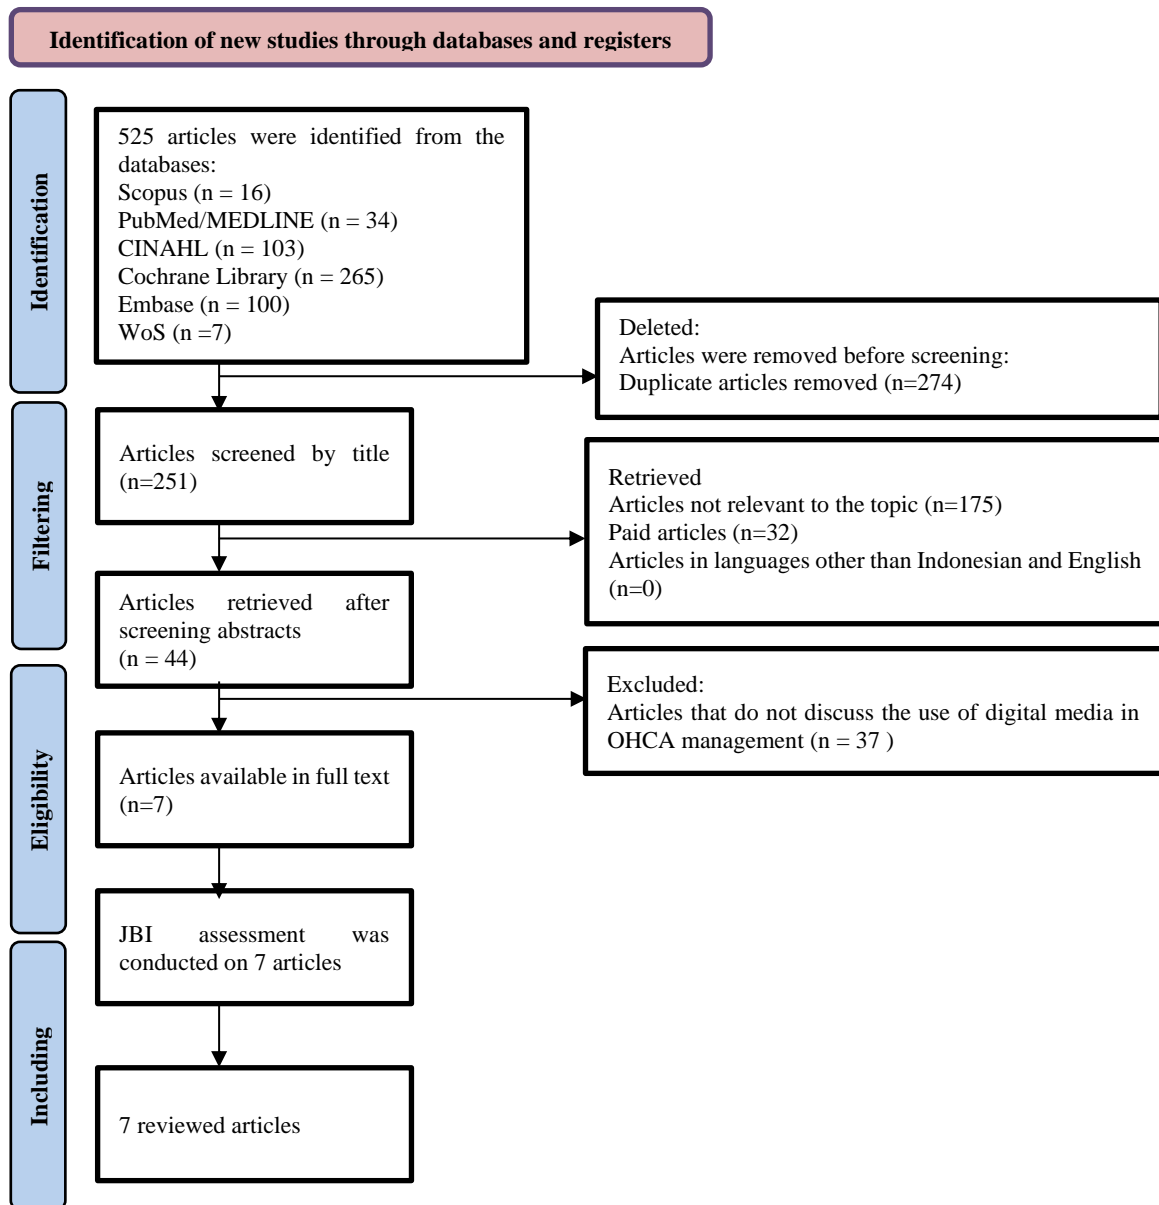 Identification of new studies through databases and registers
Identification
525 articles were identified from the
databases:
Scopus (n = 16)
PubMed/MEDLINE (n = 34)
CINAHL (n = 103)
Cochrane Library (n = 265)
Embase (n = 100)
WoS (n =7)
Deleted:
Articles were removed before screening:
Duplicate articles removed (n=274)
Filtering
Articles screened by title
(n=251)
Retrieved
Articles not relevant to the topic (n=175)
Paid articles (n=32)
Articles in languages other than Indonesian and English
(n=0)
Articles retrieved after
screening abstracts
(n = 44)
Eligibility
Excluded:
Articles that do not discuss the use of digital media in
OHCA management (n = 37 )
Articles available in full text
(n=7)
JBI assessment was
conducted on 7 articles
Including
7 reviewed articles